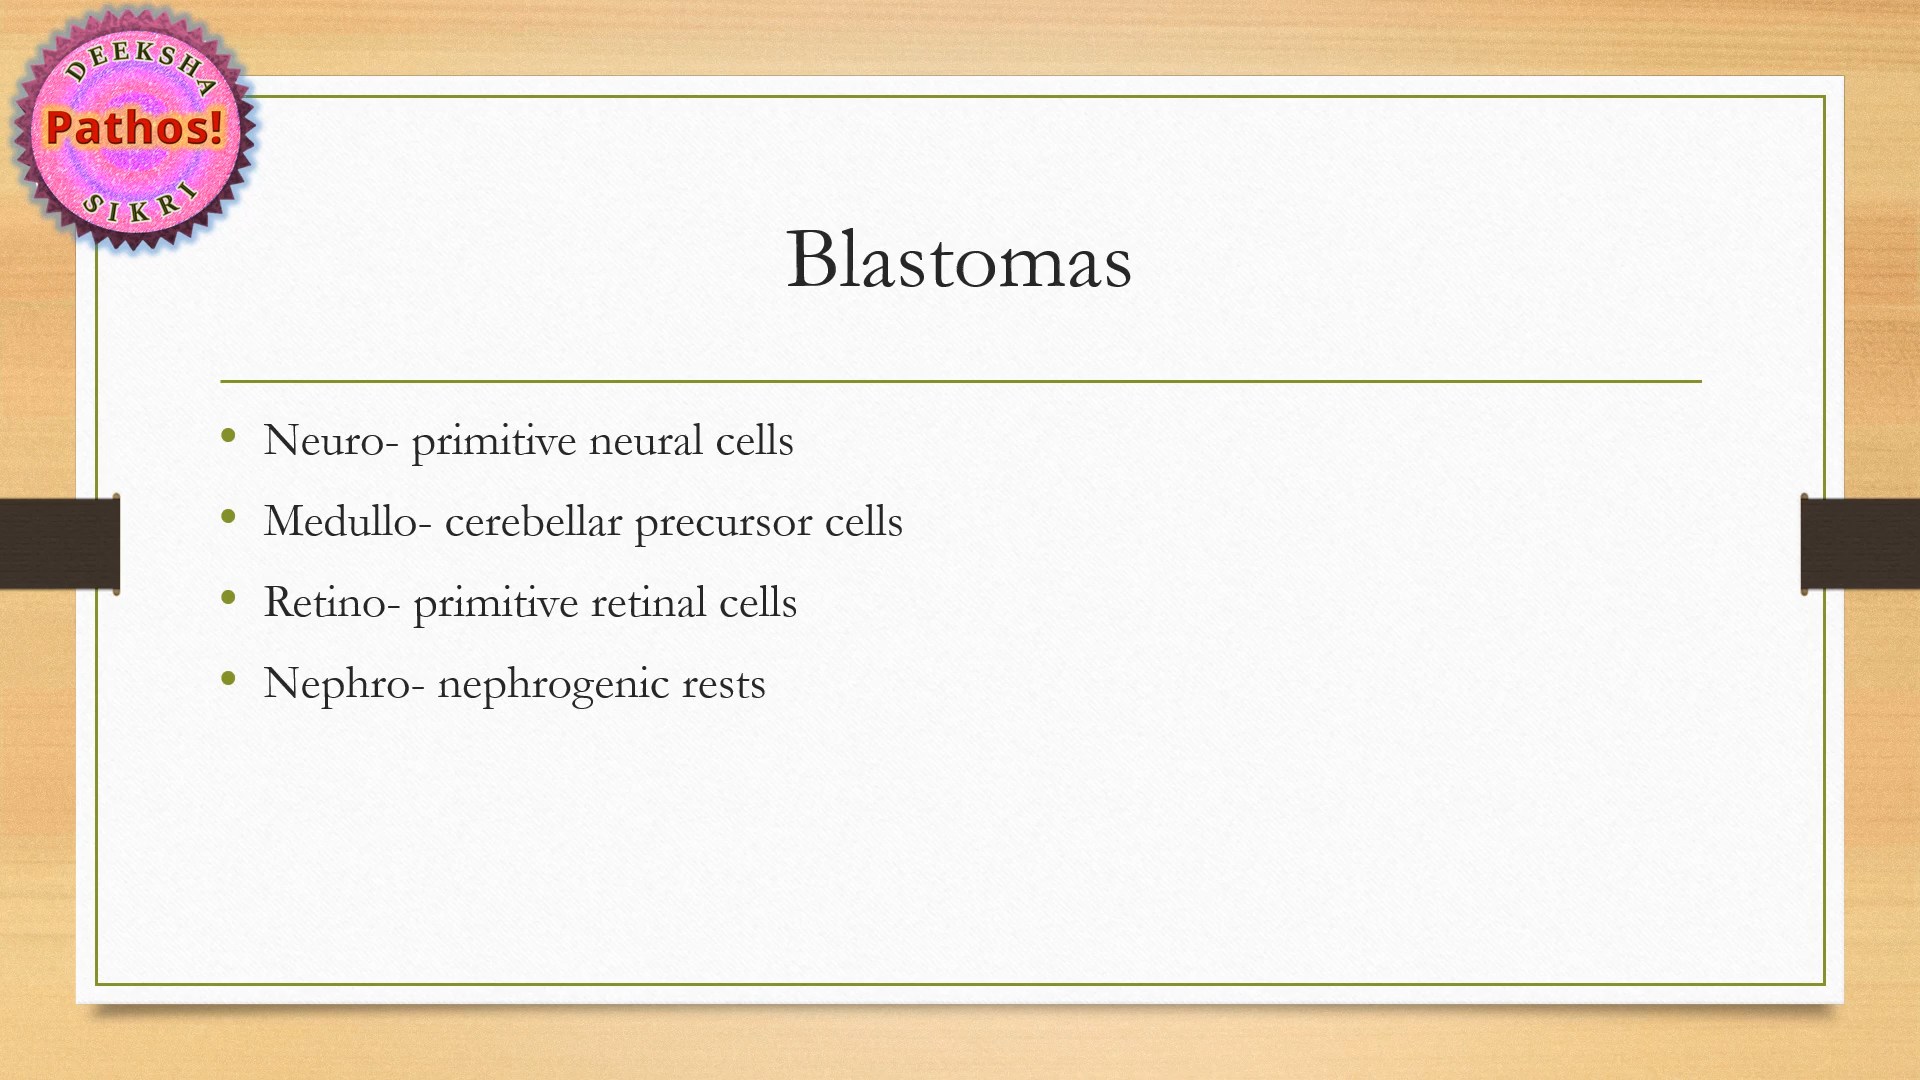 DEEKSHA
Pathos!
SIKRI
Blastomas
• Neuro- primitive neural cells
• Medullo- cerebellar precursor cells
• Retino- primitive retinal cells
• Nephro- nephrogenic rests